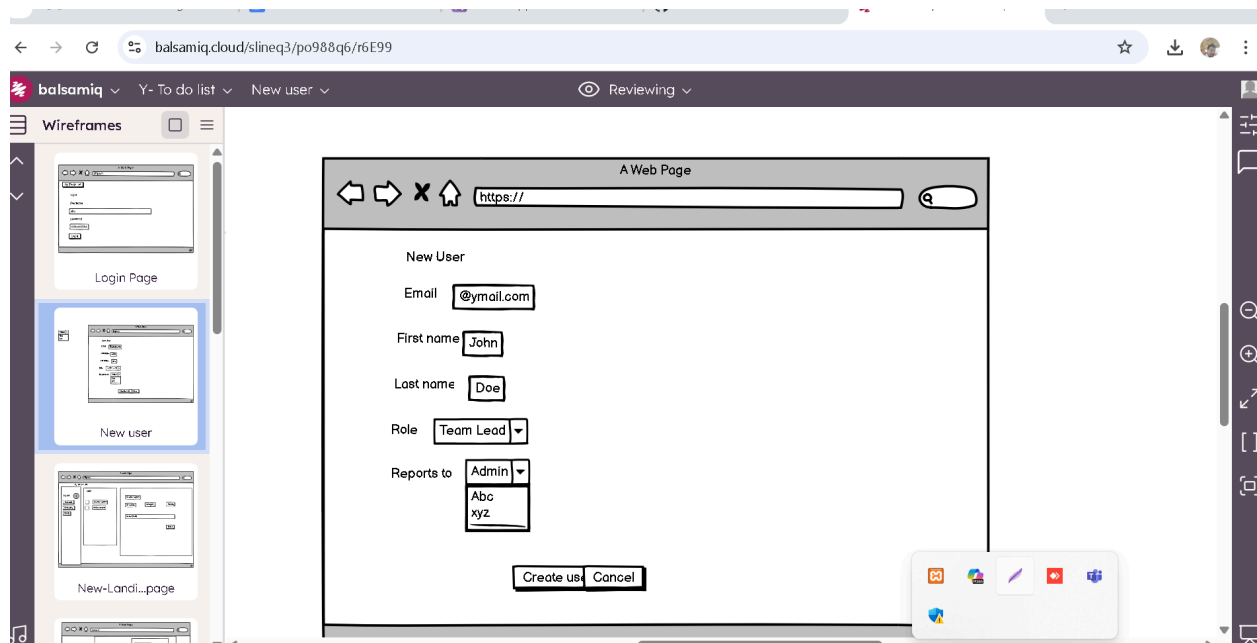 balsamiq.cloud/slineq3/po988q6/r6E99
balsamiq Y- To do list New user Reviewing
Wireframes
Login Page
New user
New-Landi...page
A Web Page
https://
New User
Email @ymail.com
First name John
Last name Doe
Role Team Lead
Reports to Admin
Abc
xyz
Create use Cancel